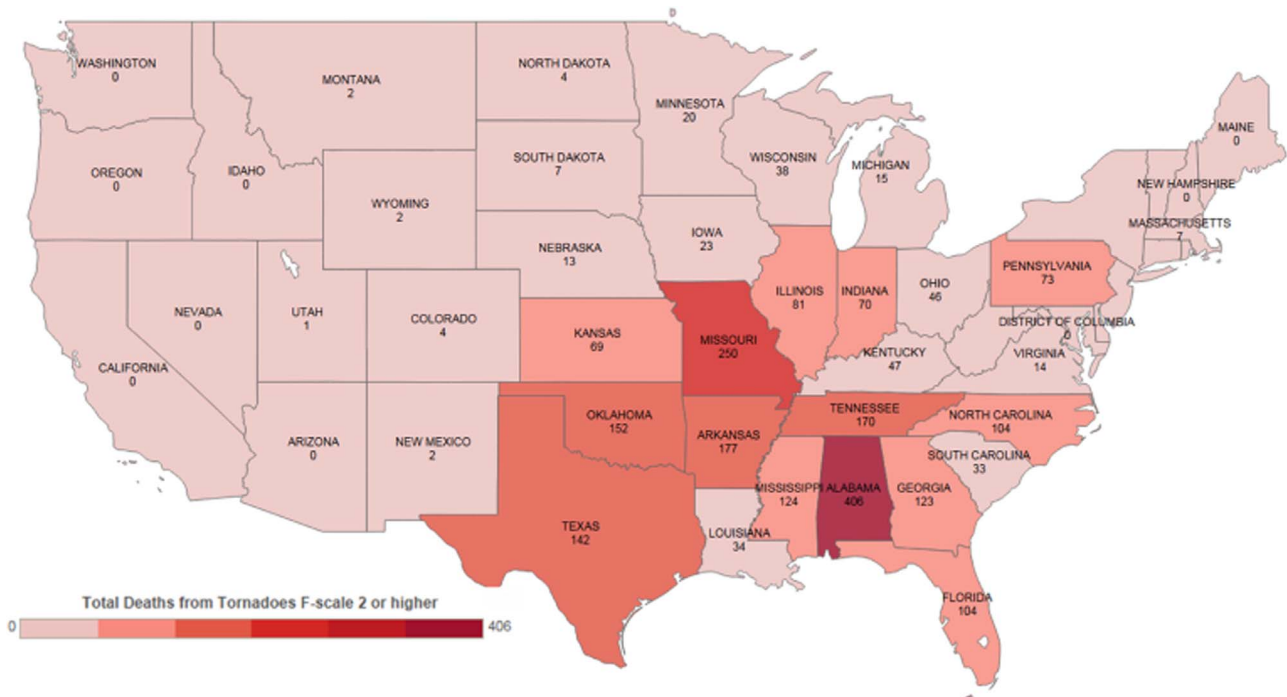 WASHINGTON
0
MONTANA
2
NORTH DAKOTA
4
MINNESOTA
20
WISCONSIN
38
MICHIGAN
15
MAINE
0
OREGON
0
IDAHO
0
WYOMING
2
SOUTH DAKOTA
7
NEW HAMPSHIRE
0
MASSACHUSETTS
7
NEBRASKA
13
IOWA
23
ILLINOIS
81
INDIANA
70
OHIO
46
PENNSYLVANIA
73
NEVADA
0
UTAH
1
COLORADO
4
KANSAS
69
MISSOURI
250
KENTUCKY
47
DISTRICT OF COLUMBIA
0
VIRGINIA
14
CALIFORNIA
0
ARIZONA
0
NEW MEXICO
2
OKLAHOMA
152
ARKANSAS
177
TENNESSEE
170
NORTH CAROLINA
104
SOUTH CAROLINA
33
TEXAS
142
LOUISIANA
34
MISSISSIPPI
124
ALABAMA
406
GEORGIA
123
FLORIDA
104
Total Deaths from Tornadoes F-scale 2 or higher
0
406